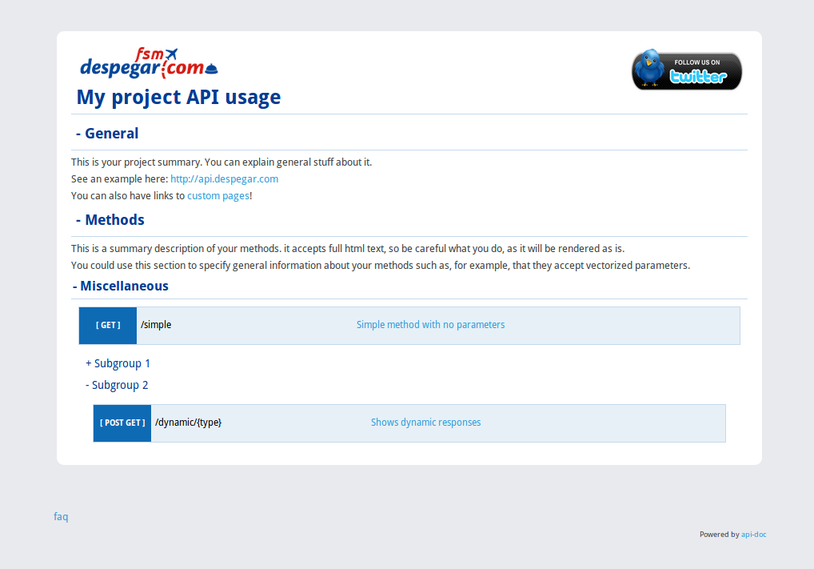 fsm
despegar.com
FOLLOW US ON
twitter
My project API usage
- General
This is your project summary. You can explain general stuff about it.
See an example here: http://api.despegar.com
You can also have links to custom pages!
- Methods
This is a summary description of your methods. it accepts full html text, so be careful what you do, as it will be rendered as is.
You could use this section to specify general information about your methods such as, for example, that they accept vectorized parameters.
- Miscellaneous
[ GET ] /simple Simple method with no parameters
+ Subgroup 1
- Subgroup 2
[ POST GET ] /dynamic/{type} Shows dynamic responses
faq
Powered by api-doc